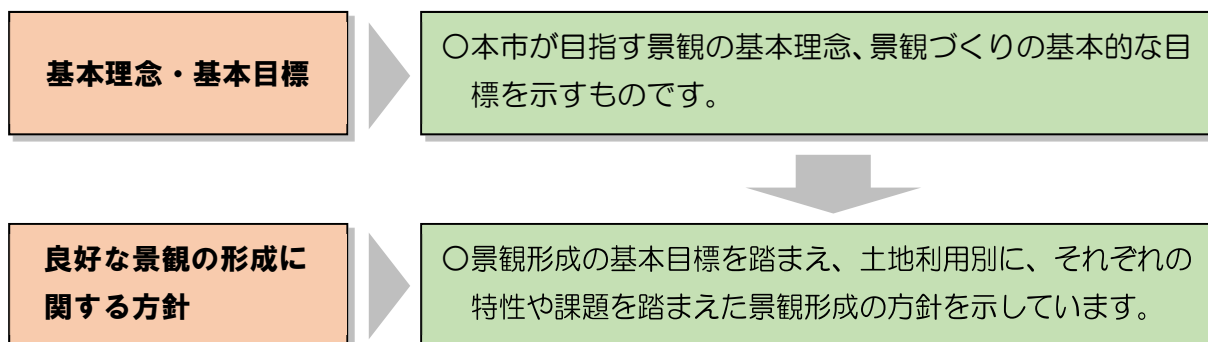 基本理念・基本目標
〇本市が目指す景観の基本理念、景観づくりの基本的な目
標を示すものです。
良好な景観の形成に
関する方針
〇景観形成の基本目標を踏まえ、土地利用別に、それぞれの
特性や課題を踏まえた景観形成の方針を示しています。